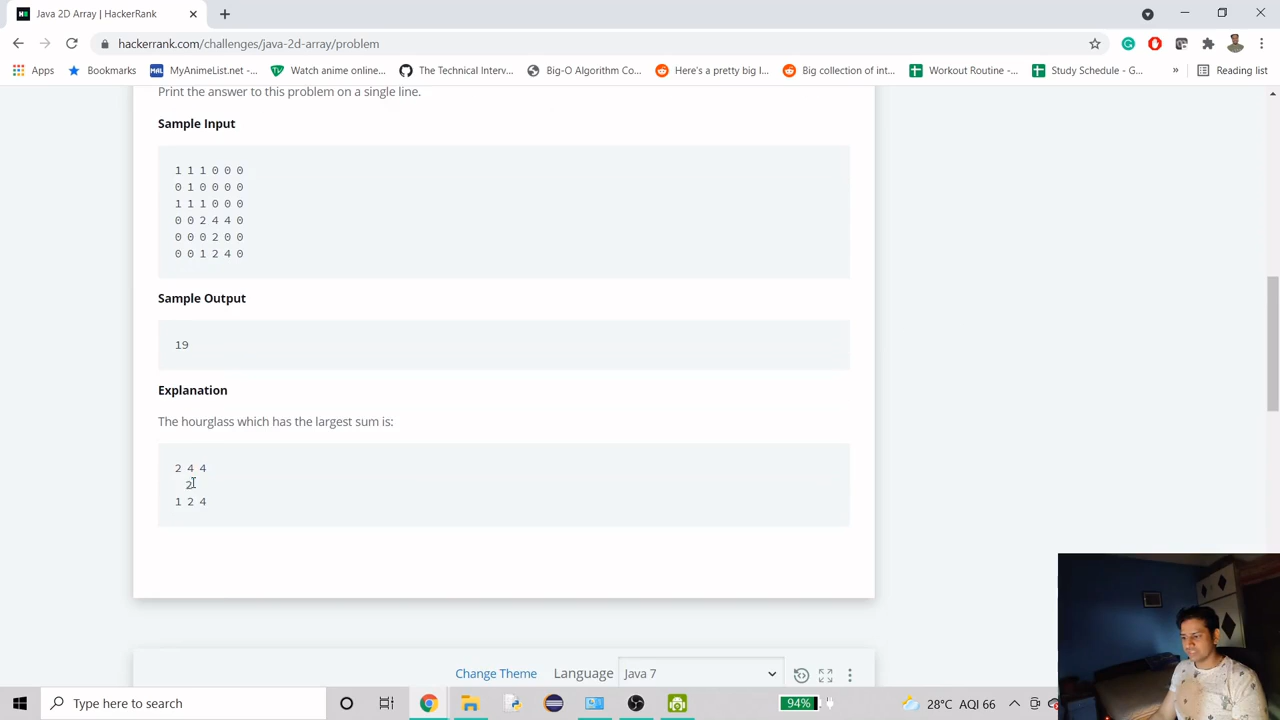 Java 2D Array | HackerRank
hackerrank.com/challenges/java-2d-array/problem
Apps Bookmarks MyAnimeList.net -... Watch anime online... The Technical Interv... Big-O Algorithm Co... Here's a pretty big l... Big collection of int... Workout Routine -... Study Schedule - G... » Reading list
Print the answer to this problem on a single line.
Sample Input
1 1 1 0 0 0
0 1 0 0 0 0
1 1 1 0 0 0
0 0 2 4 4 0
0 0 0 2 0 0
0 0 1 2 4 0
Sample Output
19
Explanation
The hourglass which has the largest sum is:
2 4 4
2
1 2 4
Change Theme Language Java 7
Type here to search 94% 28°C AQI 66